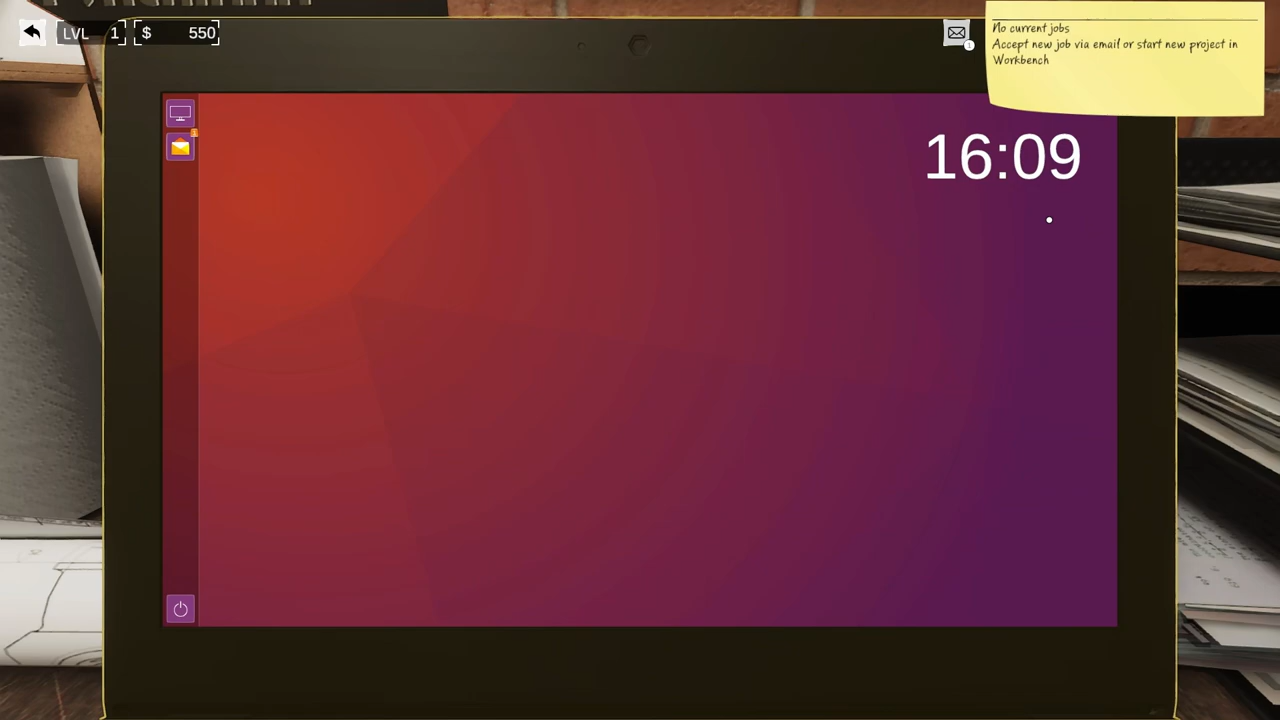 LVL 1 $ 550
1
No current jobs
Accept new job via email or start new project in
Workbench
16:09